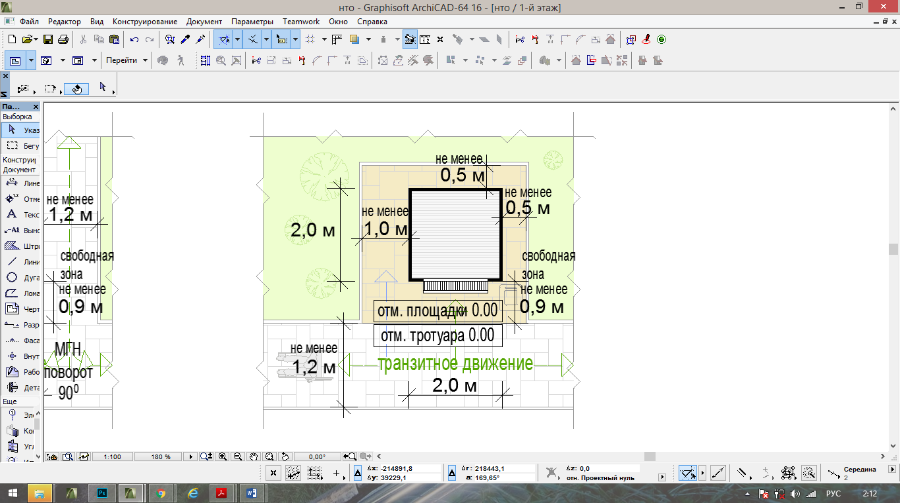 нто - Graphisoft ArchiCAD-64 16 - [нто / 1-й этаж]
Файл Редактор Вид Конструирование Документ Параметры Teamwork Окно Справка
Перейти
Па...
Выборка
Указ
Бегу
Констрyиp
Документ
Лине
Отме
Текс
Вын
Штри
Лини
Дуга
Лома
Черт
Разр
Фаса
Внут
Рабо
Дета
Еще
Эл
Ко
Угл
не менее
1,2 м
свободная
зона
не менее
0,9 м
МГН
поворот
90⁰
не менее
0,5 м
не менее
0,5 м
не менее
1,0 м
2,0 м
свободная
зона
не менее
0,9 м
отм. площадки 0.00
отм. тротуара 0.00
не менее
1,2 м
транзитное движение
2,0 м
1:100 180 % 0,00°
Δx: -214891,8
Δy: 39229,1
Δr: 218443,1
α: 169,65°
Δz: 0,0
отн. Проектный нуль
Середина
2
РУС 2:12